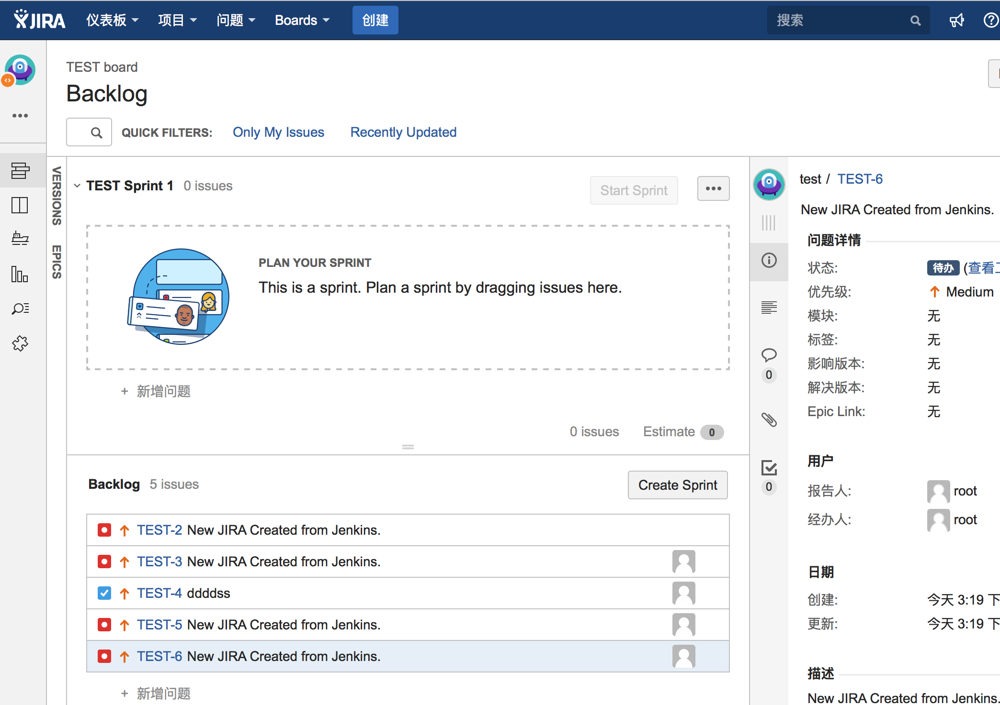 JIRA 仪表板 项目 问题 Boards 创建 搜索
TEST board
Backlog
QUICK FILTERS: Only My Issues Recently Updated
VERSIONS
EPICS
TEST Sprint 1 0 issues Start Sprint
PLAN YOUR SPRINT
This is a sprint. Plan a sprint by dragging issues here.
+ 新增问题
0 issues Estimate 0
Backlog 5 issues Create Sprint
TEST-2 New JIRA Created from Jenkins.
TEST-3 New JIRA Created from Jenkins.
TEST-4 ddddss
TEST-5 New JIRA Created from Jenkins.
TEST-6 New JIRA Created from Jenkins.
+ 新增问题
0
0
test / TEST-6
New JIRA Created from Jenkins.
问题详情
状态: 待办 (查看
优先级: Medium
模块: 无
标签: 无
影响版本: 无
解决版本: 无
Epic Link: 无
用户
报告人: root
经办人: root
日期
创建: 今天 3:19 下
更新: 今天 3:19 下
描述
New JIRA Created from Jenkins.